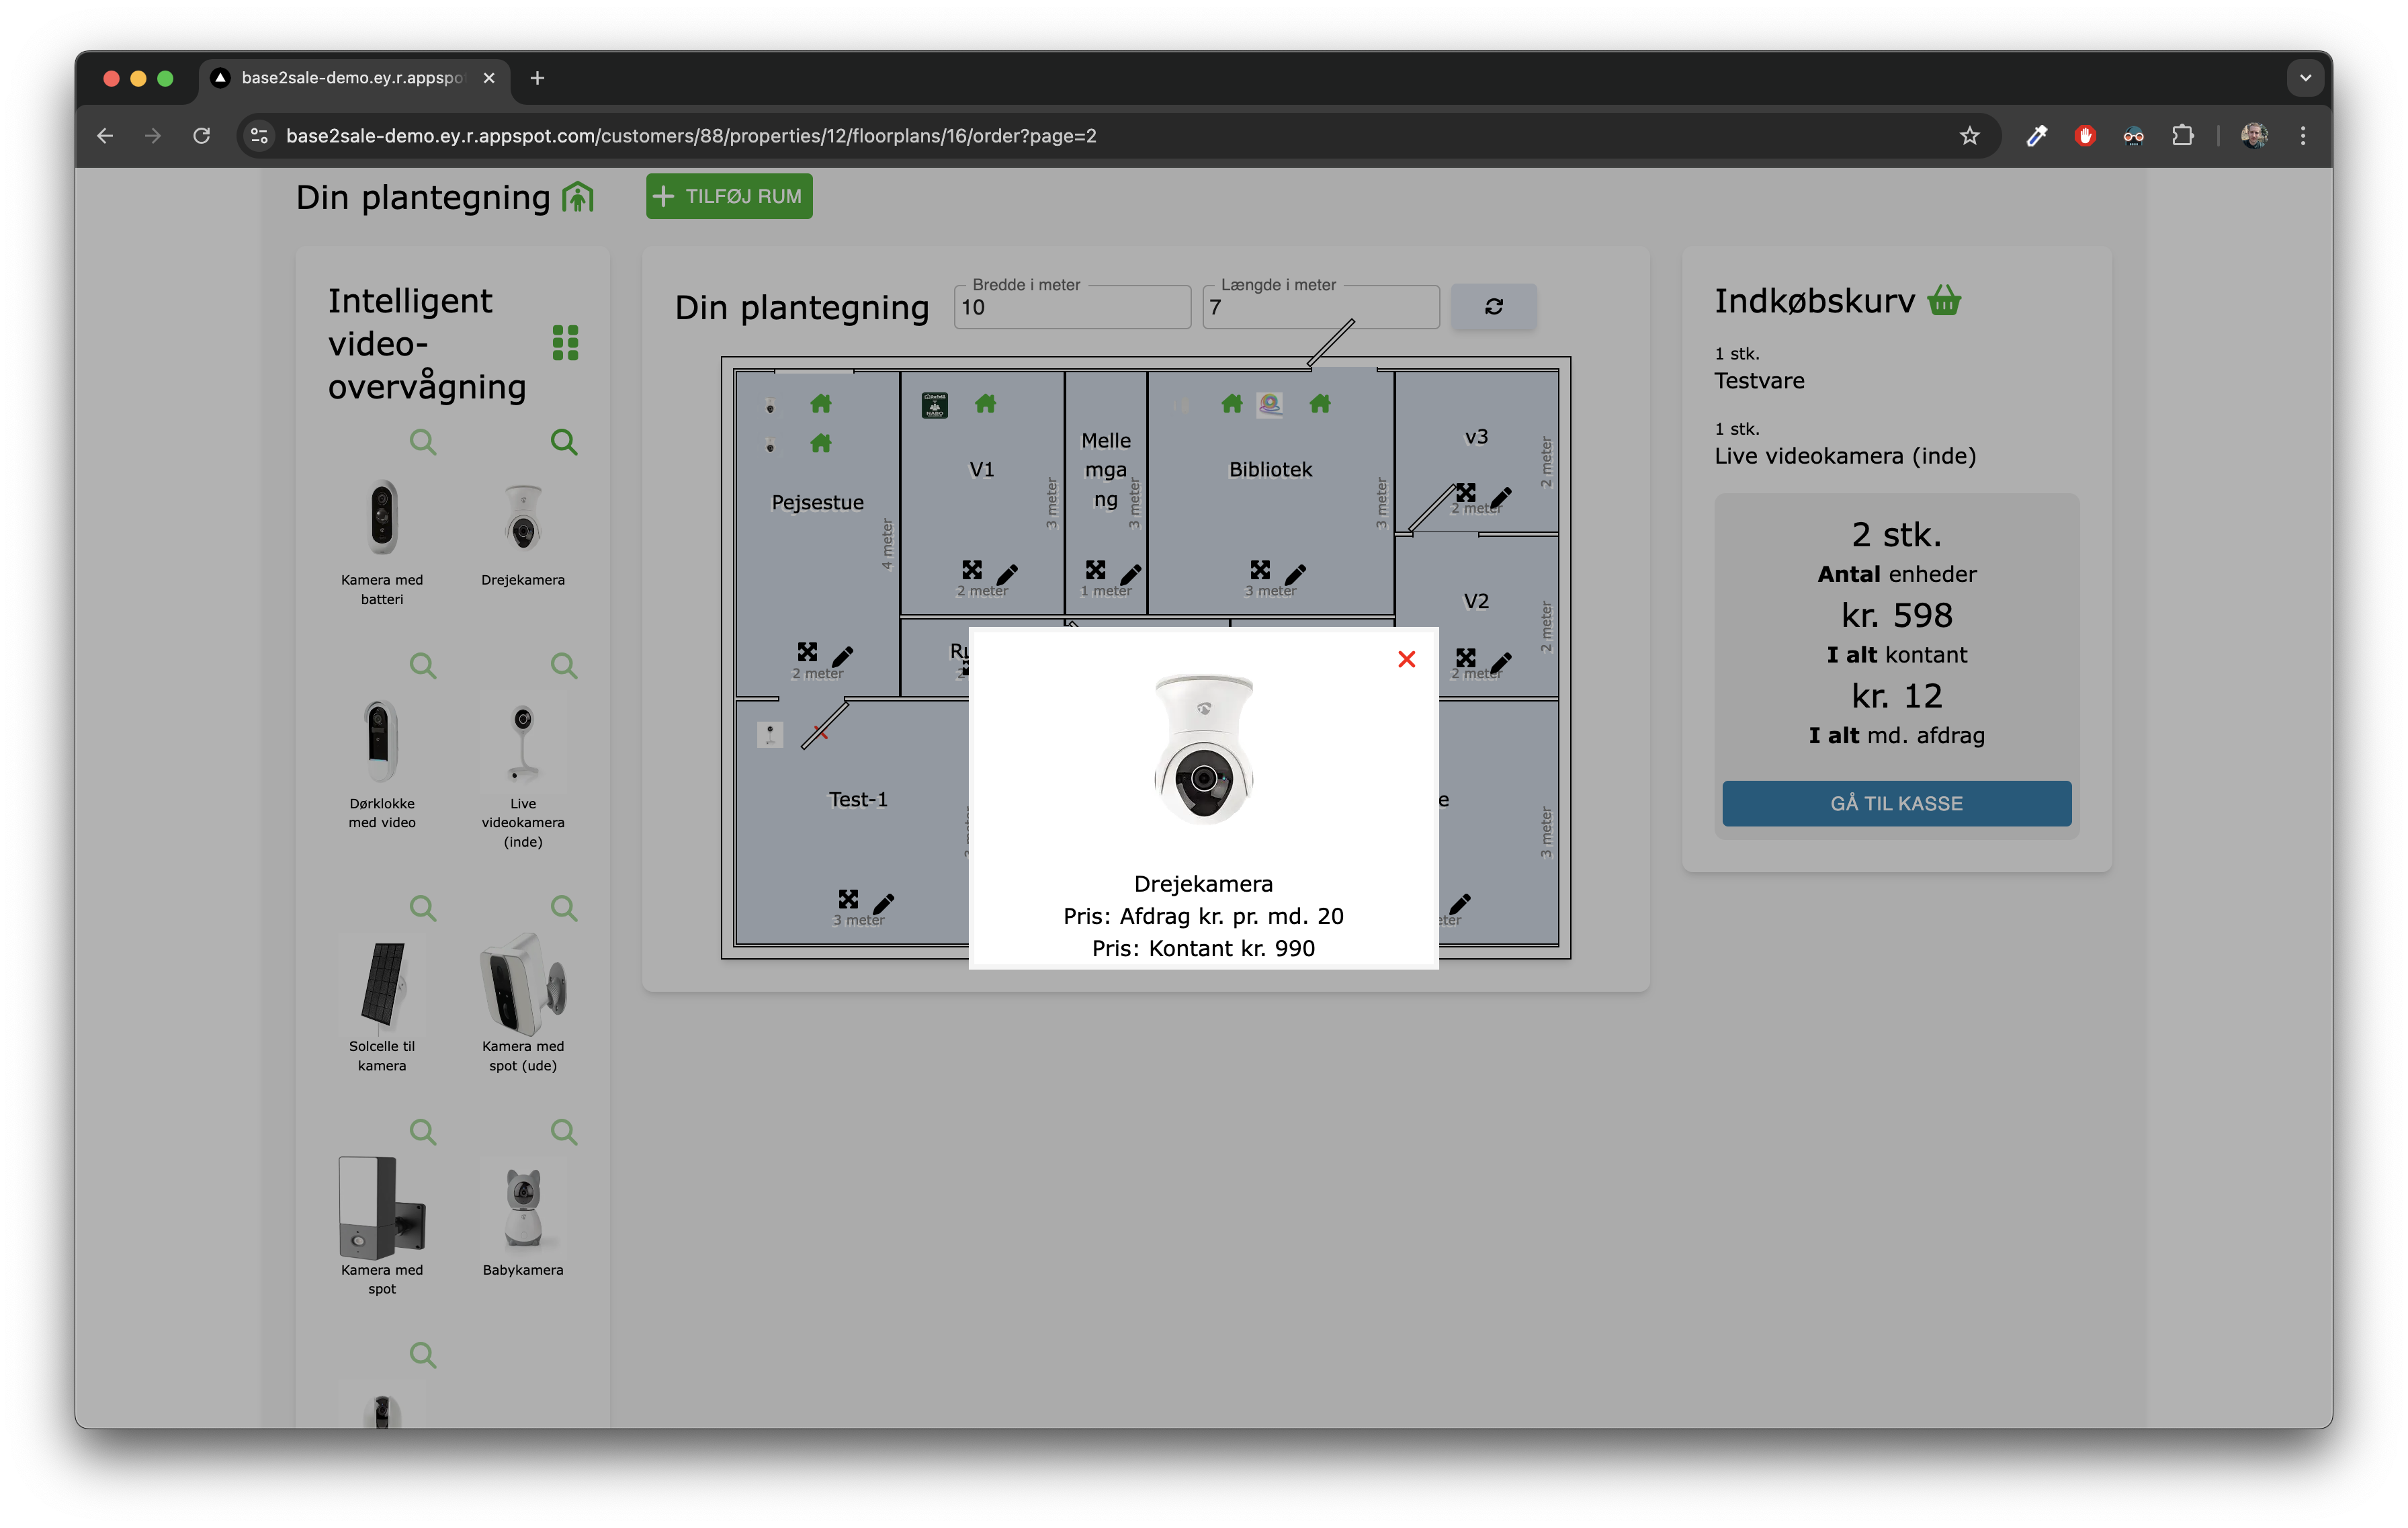 base2sale-demo.ey.r.appspo
base2sale-demo.ey.r.appspot.com/customers/88/properties/12/floorplans/16/order?page=2
Din plantegning
TILFØJ RUM
Intelligent
video-
overvågning
Kamera med
batteri
Drejekamera
Dørklokke
med video
Live
videokamera
(inde)
Solcelle til
kamera
Kamera med
spot (ude)
Kamera med
spot
Babykamera
Din plantegning
Bredde i meter
10
Længde i meter
7
Pejsestue
4 meter
2 meter
NABO
V1
3 meter
2 meter
Melle
mga
ng
3 meter
1 meter
Bibliotek
3 meter
3 meter
v3
2 meter
2 meter
V2
2 meter
2 meter
Test-1
3 meter
3 meter
Drejekamera
Pris: Afdrag kr. pr. md. 20
Pris: Kontant kr. 990
Indkøbskurv
1 stk.
Testvare
1 stk.
Live videokamera (inde)
2 stk.
Antal enheder
kr. 598
I alt kontant
kr. 12
I alt md. afdrag
GÅ TIL KASSE